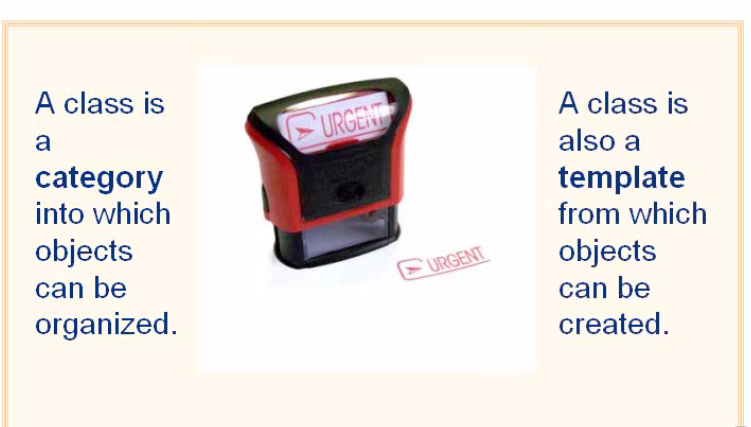 A class is
a
category
into which
objects
can be
organized.
URGENT
URGENT
A class is
also a
template
from which
objects
can be
created.